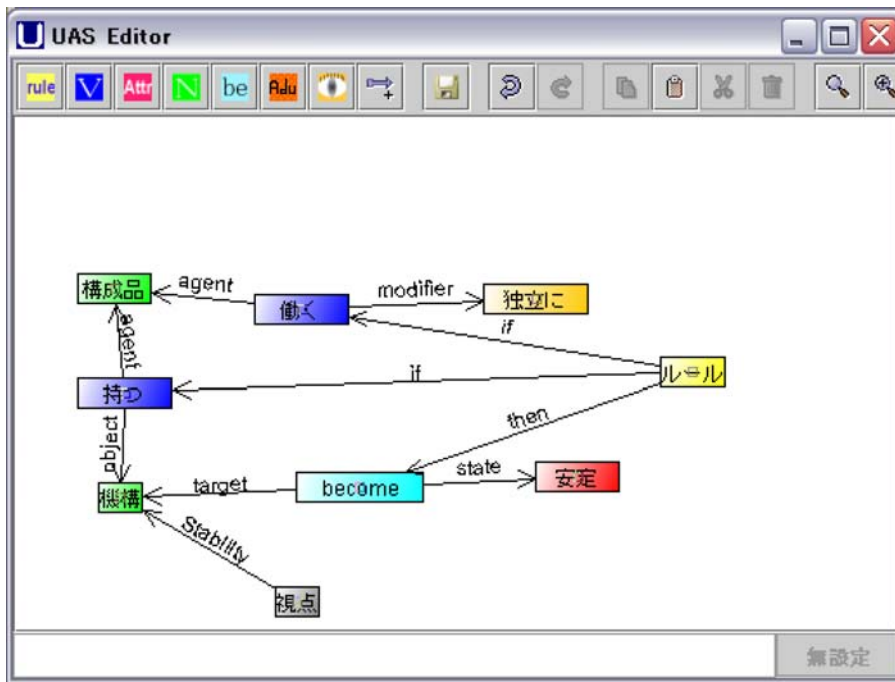 UAS Editor
rule V Attr N be Adv
構成品 agent 働く modifier 独立に
agent if
持つ if ルール
object then
機構 target become state 安定
Stability
視点
無設定